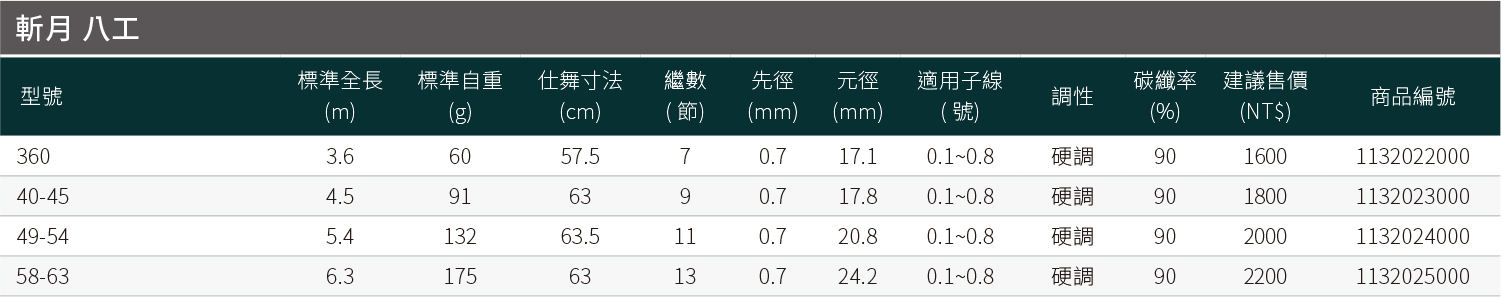 斬月 八工
型號 標準全長 (m) 標準自重 (g) 仕舞寸法 (cm) 繼數 ( 節) 先徑 (mm) 元徑 (mm) 適用子線 ( 號) 調性 碳纖率 (%) 建議售價 (NT$) 商品編號
360 3.6 60 57.5 7 0.7 17.1 0.1~0.8 硬調 90 1600 1132022000
40-45 4.5 91 63 9 0.7 17.8 0.1~0.8 硬調 90 1800 1132023000
49-54 5.4 132 63.5 11 0.7 20.8 0.1~0.8 硬調 90 2000 1132024000
58-63 6.3 175 63 13 0.7 24.2 0.1~0.8 硬調 90 2200 1132025000